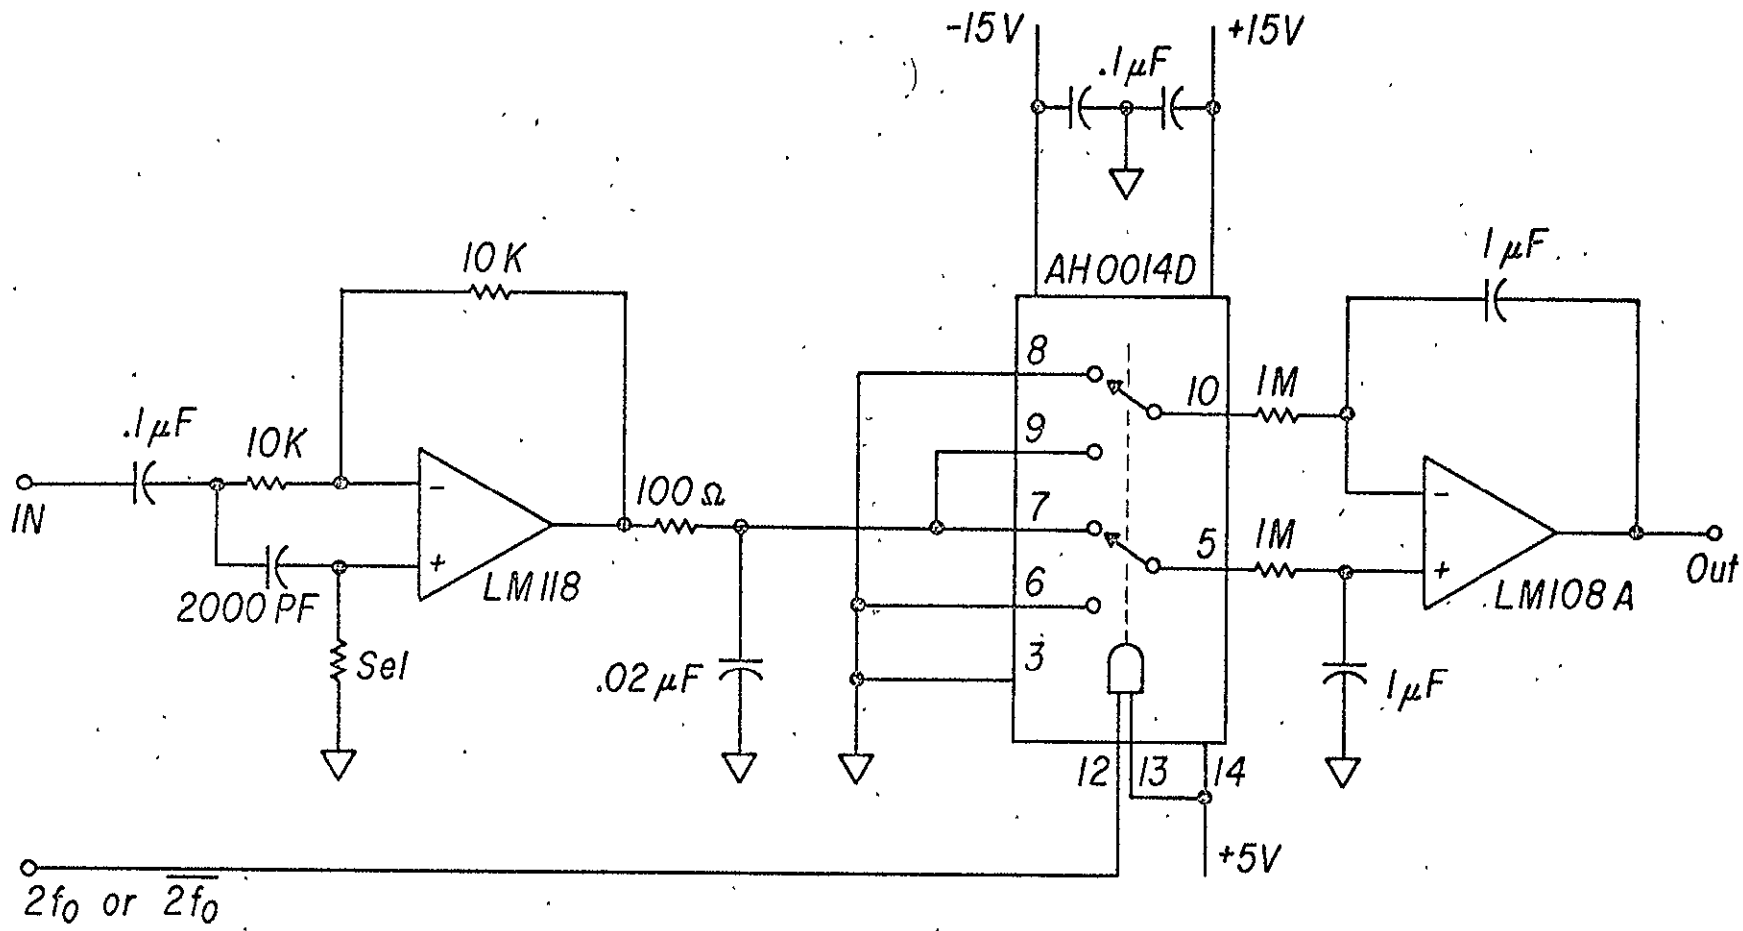 -15V
+15V
.1µF
10K
AH0014D
1µF
8
10
1M
.1µF
10K
9
-
100Ω
7
5
1M
-
IN
+
+
Out
2000PF
LM118
6
LM108A
Sel
.02µF
3
1µF
12
13
14
+5V
2f₀ or 2f₀